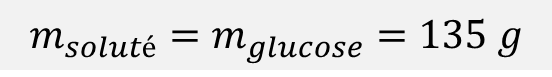 m_soluté = m_glucose = 135 g